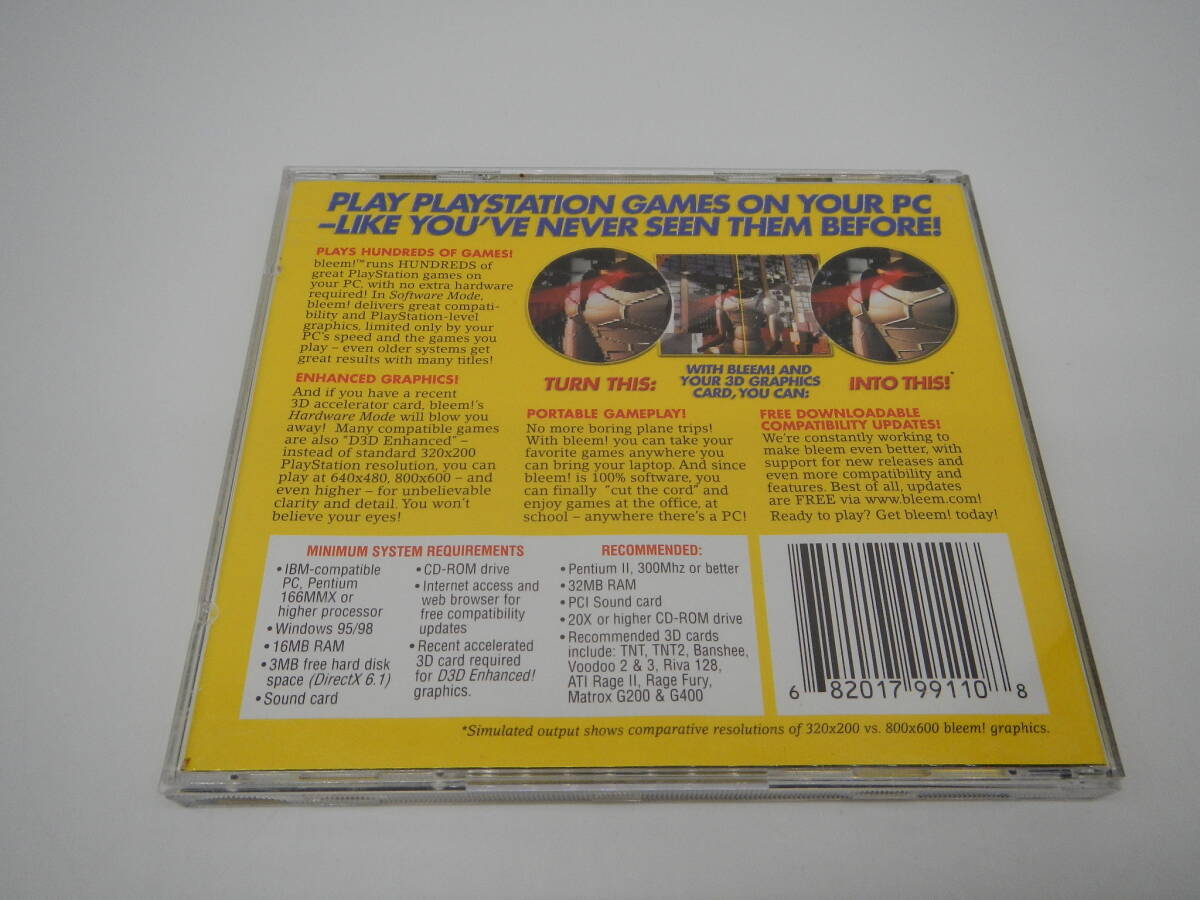 PLAY PLAYSTATION GAMES ON YOUR PC
–LIKE YOU'VE NEVER SEEN THEM BEFORE!
PLAYS HUNDREDS OF GAMES!
bleem!™ runs HUNDREDS of
great PlayStation games on
your PC, with no extra hardware
required! In Software Mode,
bleem! delivers great compati-
bility and PlayStation-level
graphics, limited only by your
PC's speed and the games you
play – even older systems get
great results with many titles!
ENHANCED GRAPHICS!
And if you have a recent
3D accelerator card, bleem!'s
Hardware Mode will blow you
away! Many compatible games
are also "D3D Enhanced" –
instead of standard 320x200
PlayStation resolution, you can
play at 640x480, 800x600 – and
even higher – for unbelievable
clarity and detail. You won't
believe your eyes!
TURN THIS:
WITH BLEEM! AND
YOUR 3D GRAPHICS
CARD, YOU CAN:
INTO THIS!*
PORTABLE GAMEPLAY!
No more boring plane trips!
With bleem! you can take your
favorite games anywhere you
can bring your laptop. And since
bleem! is 100% software, you
can finally "cut the cord" and
enjoy games at the office, at
school – anywhere there's a PC!
FREE DOWNLOADABLE
COMPATIBILITY UPDATES!
We're constantly working to
make bleem even better, with
support for new releases and
even more compatibility and
features. Best of all, updates
are FREE via www.bleem.com!
Ready to play? Get bleem! today!
MINIMUM SYSTEM REQUIREMENTS
• IBM-compatible
PC, Pentium
166MMX or
higher processor
• Windows 95/98
• 16MB RAM
• 3MB free hard disk
space (DirectX 6.1)
• Sound card
• CD-ROM drive
• Internet access and
web browser for
free compatibility
updates
• Recent accelerated
3D card required
for D3D Enhanced!
graphics.
RECOMMENDED:
• Pentium II, 300Mhz or better
• 32MB RAM
• PCI Sound card
• 20X or higher CD-ROM drive
• Recommended 3D cards
include: TNT, TNT2, Banshee,
Voodoo 2 & 3, Riva 128,
ATI Rage II, Rage Fury,
Matrox G200 & G400
6 82017 99110 8
*Simulated output shows comparative resolutions of 320x200 vs. 800x600 bleem! graphics.